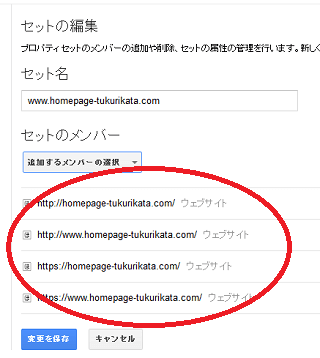 セットの編集
プロパティ セットのメンバーの追加や削除、セットの属性の管理を行います。新しく
セット名
www.homepage-tukurikata.com
セットのメンバー
追加するメンバーの選択
http://homepage-tukurikata.com/ ウェブサイト
http://www.homepage-tukurikata.com/ ウェブサイト
https://homepage-tukurikata.com/ ウェブサイト
https://www.homepage-tukurikata.com/ ウェブサイト
変更を保存 キャンセル